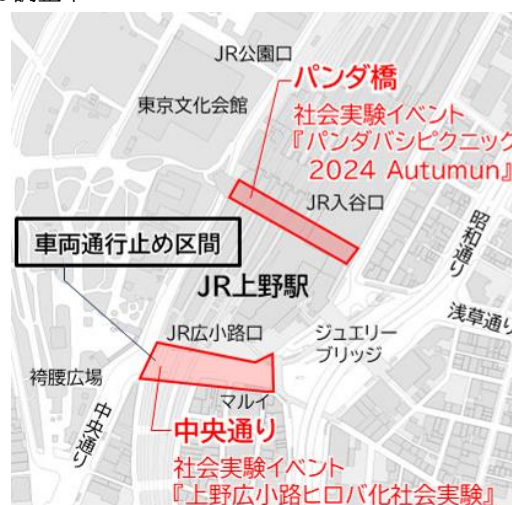 JR公園口
パンダ橋
東京文化会館
社会実験イベント
『パンダバシピクニック
2024 Autumun』
JR入谷口
昭和通り
車両通行止め区間
JR上野駅
浅草通り
JR広小路口
ジュエリー
ブリッジ
袴腰広場
マルイ
中央通り
中央通り
社会実験イベント
『上野広小路ヒロバ化社会実験』